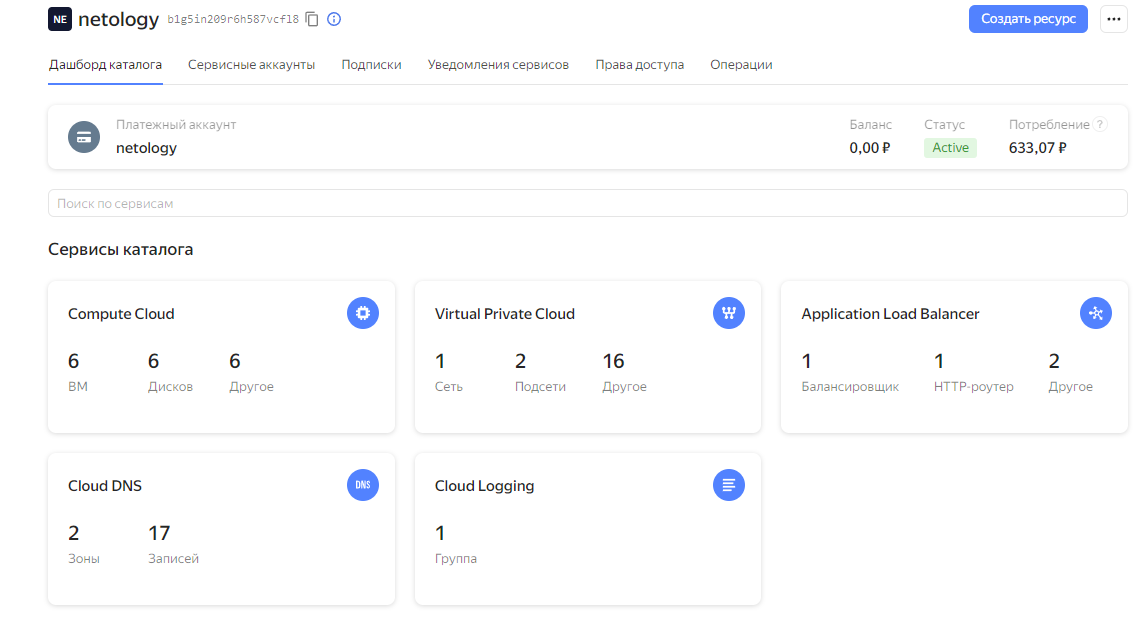 NE netology b1g5in209r6h587vcfl8
Создать ресурс
Дашборд каталога Сервисные аккаунты Подписки Уведомления сервисов Права доступа Операции
Платежный аккаунт Баланс Статус Потребление ?
netology 0,00 ₽ Active 633,07 ₽
Поиск по сервисам
Сервисы каталога
Compute Cloud
6 6 6
ВМ Дисков Другое
Virtual Private Cloud
1 2 16
Сеть Подсети Другое
Application Load Balancer
1 1 2
Балансировщик HTTP-роутер Другое
Cloud DNS DNS
2 17
Зоны Записей
Cloud Logging
1
Группа